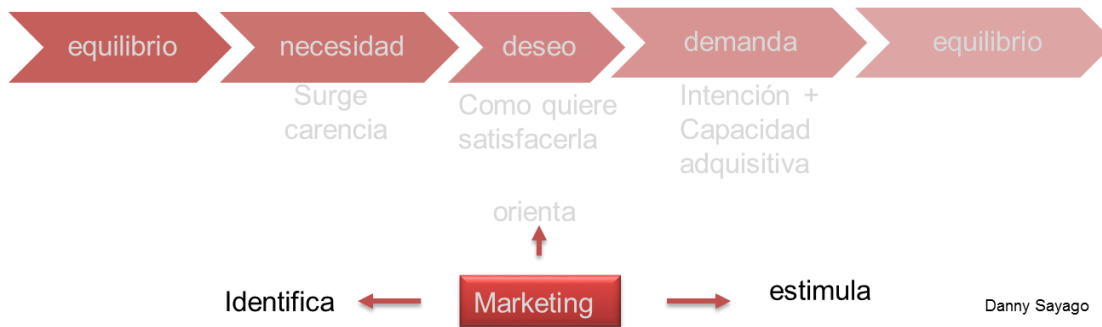 equilibrio
necesidad
deseo
demanda
equilibrio
Surge
carencia
Como quiere
satisfacerla
Intención +
Capacidad
adquisitiva
orienta
Identifica
Marketing
estimula
Danny Sayago